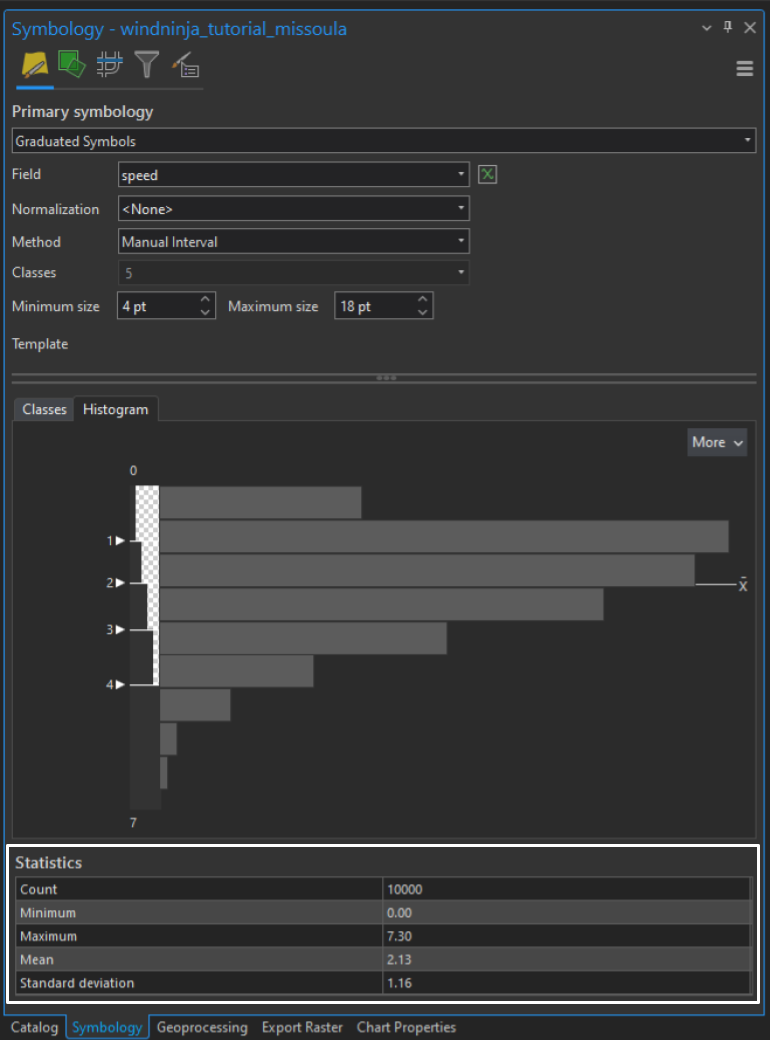 Symbology - windninja_tutorial_missoula
Primary symbology
Graduated Symbols
Field speed
Normalization <None>
Method Manual Interval
Classes 5
Minimum size 4 pt Maximum size 18 pt
Template
Classes Histogram
More
0
1
2
x̄
3
4
7
Statistics
Count 10000
Minimum 0.00
Maximum 7.30
Mean 2.13
Standard deviation 1.16
Catalog Symbology Geoprocessing Export Raster Chart Properties